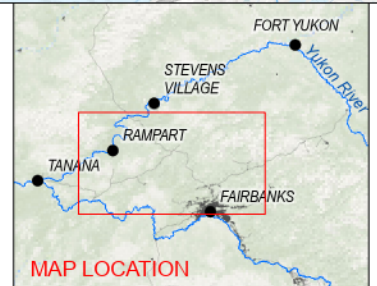 FORT YUKON
Yukon River
STEVENS
VILLAGE
RAMPART
TANANA
FAIRBANKS
MAP LOCATION